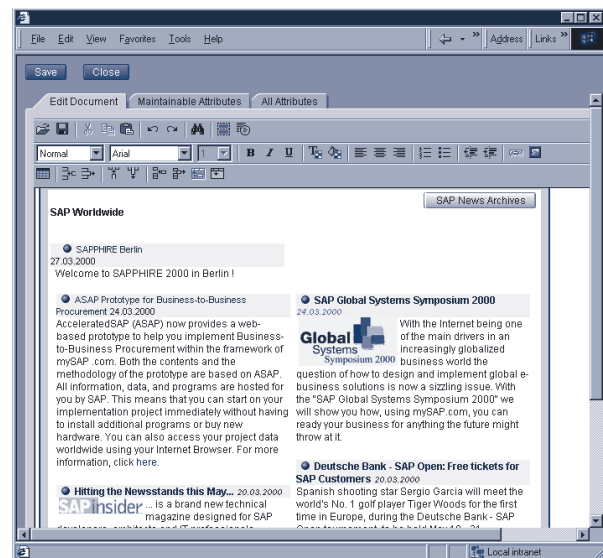 File Edit View Favorites Tools Help
Address
Links
Save Close
Edit Document
Maintainable Attributes
All Attributes
Normal
Arial
1
B I U
SAP News Archives
SAP Worldwide
SAPPHIRE Berlin
27.03.2000
Welcome to SAPPHIRE 2000 in Berlin !
ASAP Prototype for Business-to-Business
Procurement 24.03.2000
AcceleratedSAP (ASAP) now provides a web-
based prototype to help you implement Business-
to-Business Procurement within the framework of
mySAP .com. Both the contents and the
methodology of the prototype are based on ASAP.
All information, data, and programs are hosted for
you by SAP. This means that you can start on your
implementation project immediately without having
to install additional programs or buy new
hardware. You can also access your project data
worldwide using your Internet Browser. For more
information, click here.
Hitting the Newsstands this May... 20.03.2000
SAPinsider ... is a brand new technical
magazine designed for SAP
developers, architects and IT professionals
SAP Global Systems Symposium 2000
24.03.2000
Global
Systems
Symposium 2000
With the Internet being one
of the main drivers in an
increasingly globalized
business world the
question of how to design and implement global e-
business solutions is now a sizzling issue. With
the "SAP Global Systems Symposium 2000" we
will show you how, using mySAP.com, you can
ready your business for anything the future might
throw at it.
Deutsche Bank - SAP Open: Free tickets for
SAP Customers 20.03.2000
Spanish shooting star Sergio Garcia will meet the
world's No. 1 golf player Tiger Woods for the first
time in Europe, during the Deutsche Bank - SAP
Open tournament to be held May 18 - 21
Local intranet